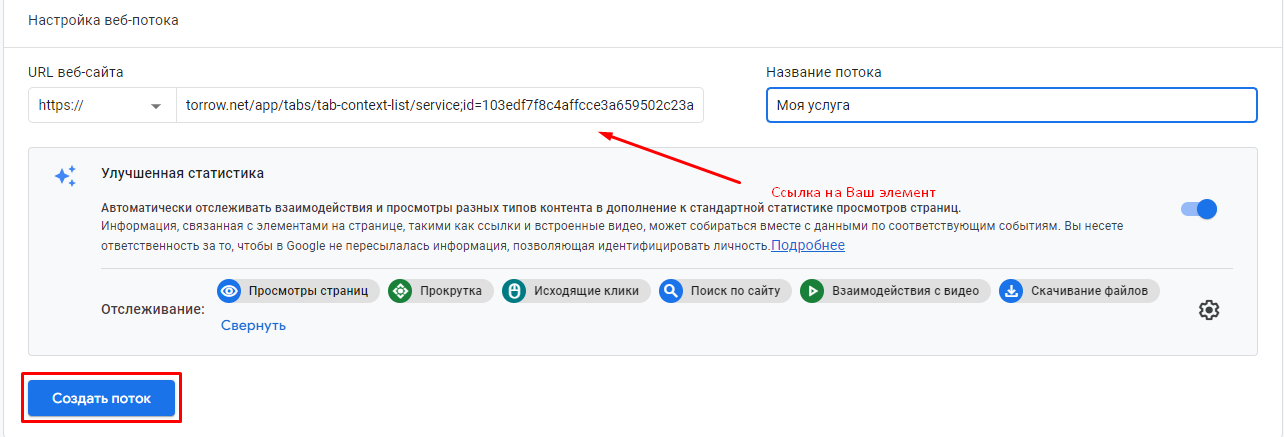 Настройка веб-потока
URL веб-сайта
Название потока
https://
torrow.net/app/tabs/tab-context-list/service;id=103edf7f8c4affcce3a659502c23a
Моя услуга
Улучшенная статистика
Ссылка на Ваш элемент
Автоматически отслеживать взаимодействия и просмотры разных типов контента в дополнение к стандартной статистике просмотров страниц.
Информация, связанная с элементами на странице, такими как ссылки и встроенные видео, может собираться вместе с данными по соответствующим событиям. Вы несете
ответственность за то, чтобы в Google не пересылалась информация, позволяющая идентифицировать личность.Подробнее
Отслеживание:
Просмотры страниц
Прокрутка
Исходящие клики
Поиск по сайту
Взаимодействия с видео
Скачивание файлов
Свернуть
Создать поток